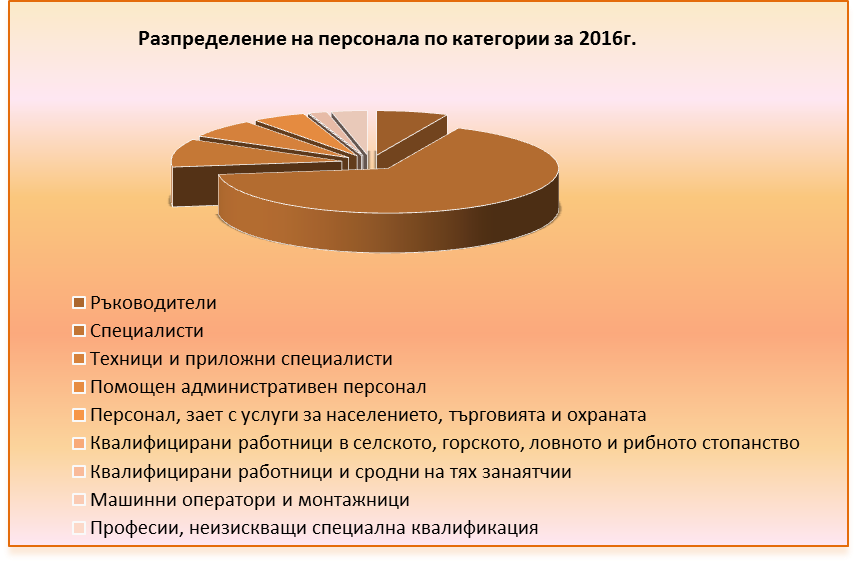 Разпределение на персонала по категории за 2016г.
Ръководители
Специалисти
Техници и приложни специалисти
Помощен административен персонал
Персонал, зает с услуги за населението, търговията и охраната
Квалифицирани работници в селското, горското, ловното и рибното стопанство
Квалифицирани работници и сродни на тях занаятчии
Машинни оператори и монтажници
Професии, неизискващи специална квалификация